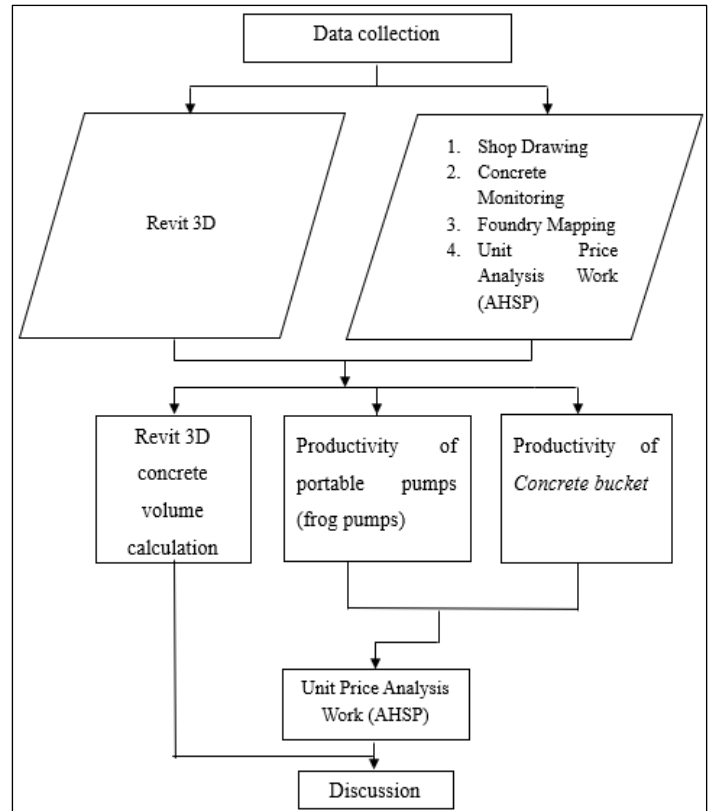 Data collection
Revit 3D
1. Shop Drawing
2. Concrete
Monitoring
3. Foundry Mapping
4. Unit Price
Analysis Work
(AHSP)
Revit 3D
concrete
volume
calculation
Productivity of
portable pumps
(frog pumps)
Productivity of
Concrete bucket
Unit Price Analysis
Work (AHSP)
Discussion